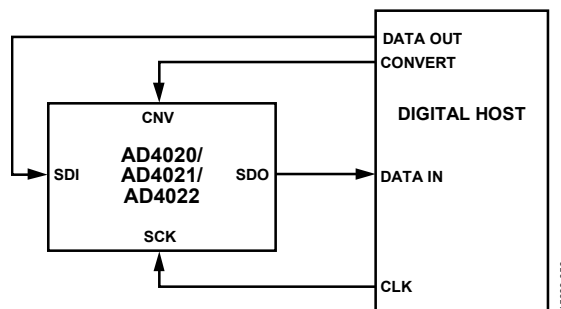 DATA OUT
CONVERT
DIGITAL HOST
CNV
AD4020/
AD4021/
AD4022
SDI
SDO
DATA IN
SCK
CLK